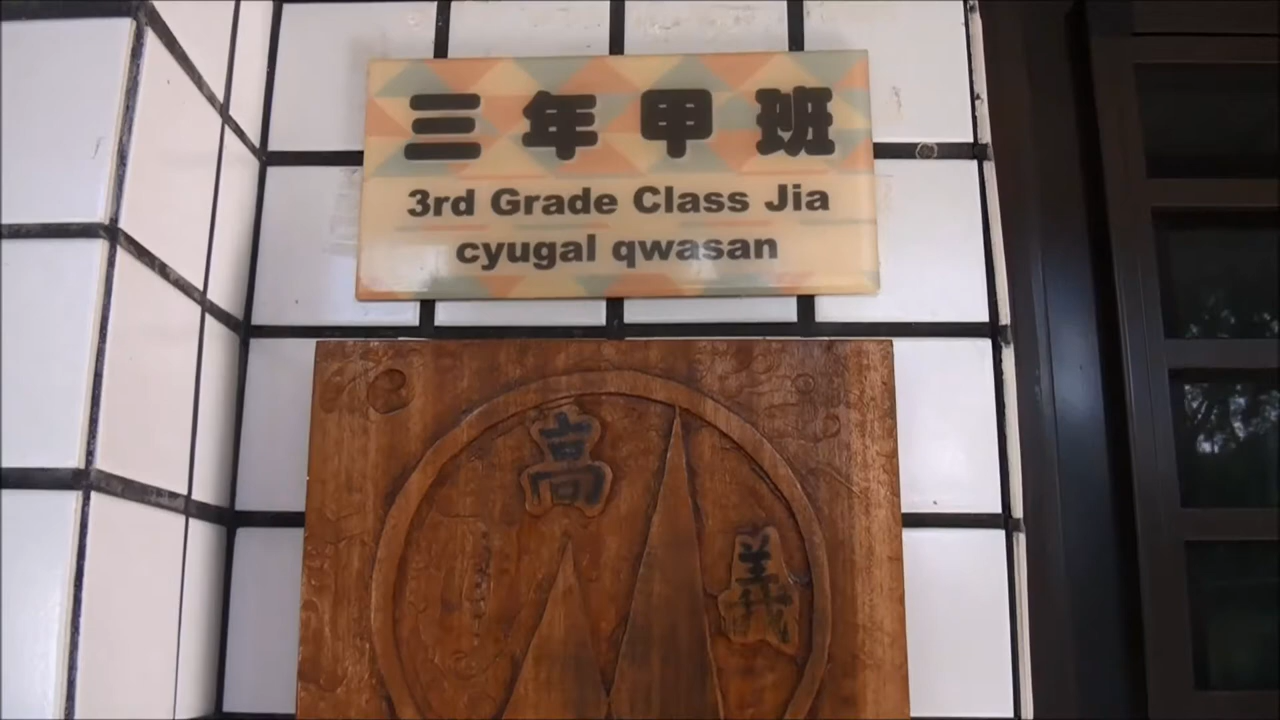 三年甲班
3rd Grade Class Jia
cyugal qwasan
高
義